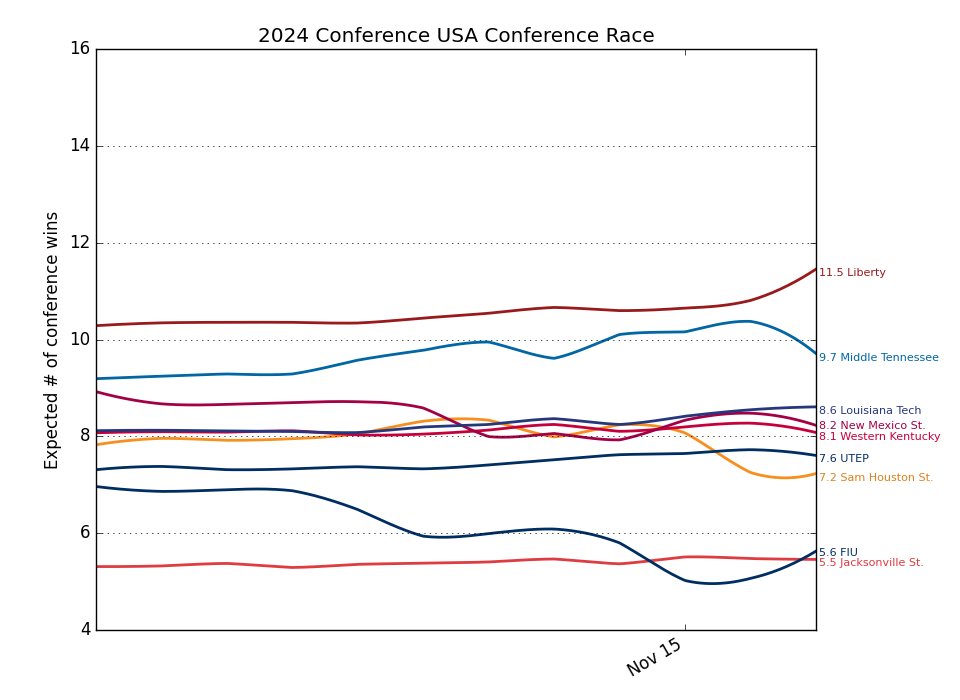 2024 Conference USA Conference Race
Expected # of conference wins
16
14
12
10
8
6
4
11.5 Liberty
9.7 Middle Tennessee
8.6 Louisiana Tech
8.2 New Mexico St.
8.1 Western Kentucky
7.6 UTEP
7.2 Sam Houston St.
5.6 FIU
5.5 Jacksonville St.
Nov 15